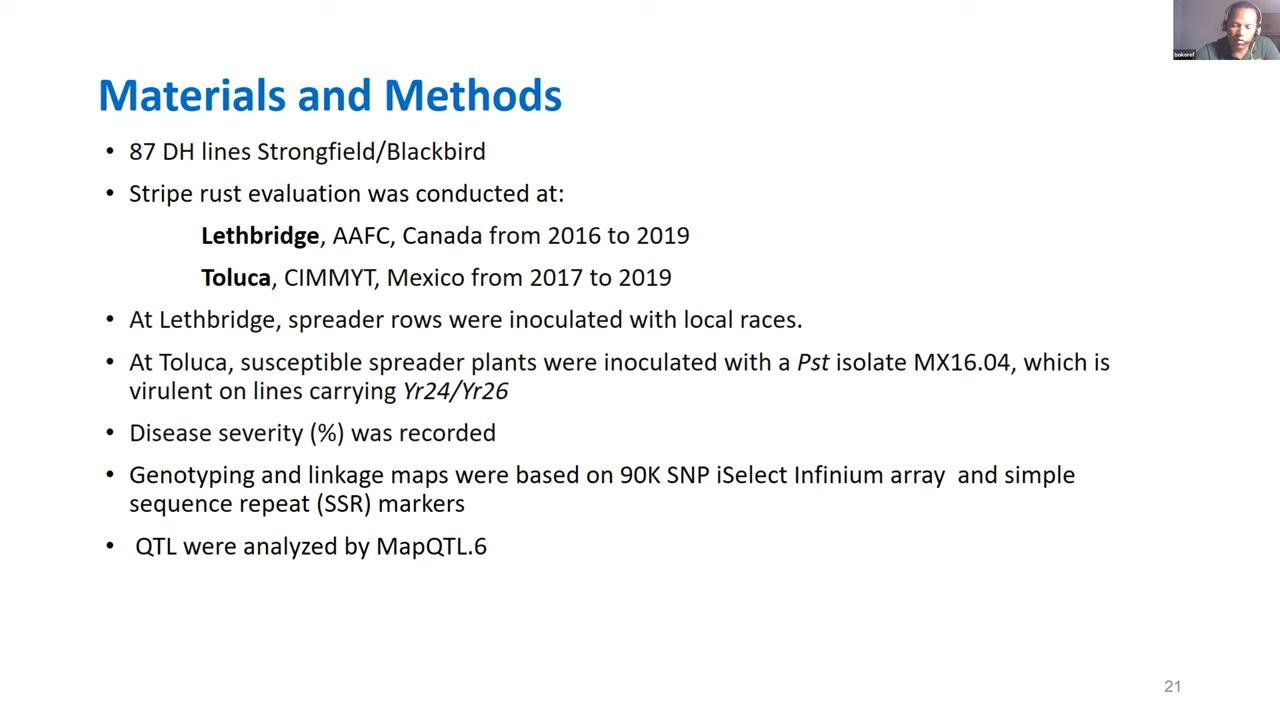 Materials and Methods
• 87 DH lines Strongfield/Blackbird
• Stripe rust evaluation was conducted at:
Lethbridge, AAFC, Canada from 2016 to 2019
Toluca, CIMMYT, Mexico from 2017 to 2019
• At Lethbridge, spreader rows were inoculated with local races.
• At Toluca, susceptible spreader plants were inoculated with a Pst isolate MX16.04, which is
virulent on lines carrying Yr24/Yr26
• Disease severity (%) was recorded
• Genotyping and linkage maps were based on 90K SNP iSelect Infinium array  and simple
sequence repeat (SSR) markers
• QTL were analyzed by MapQTL.6
21
bokoref